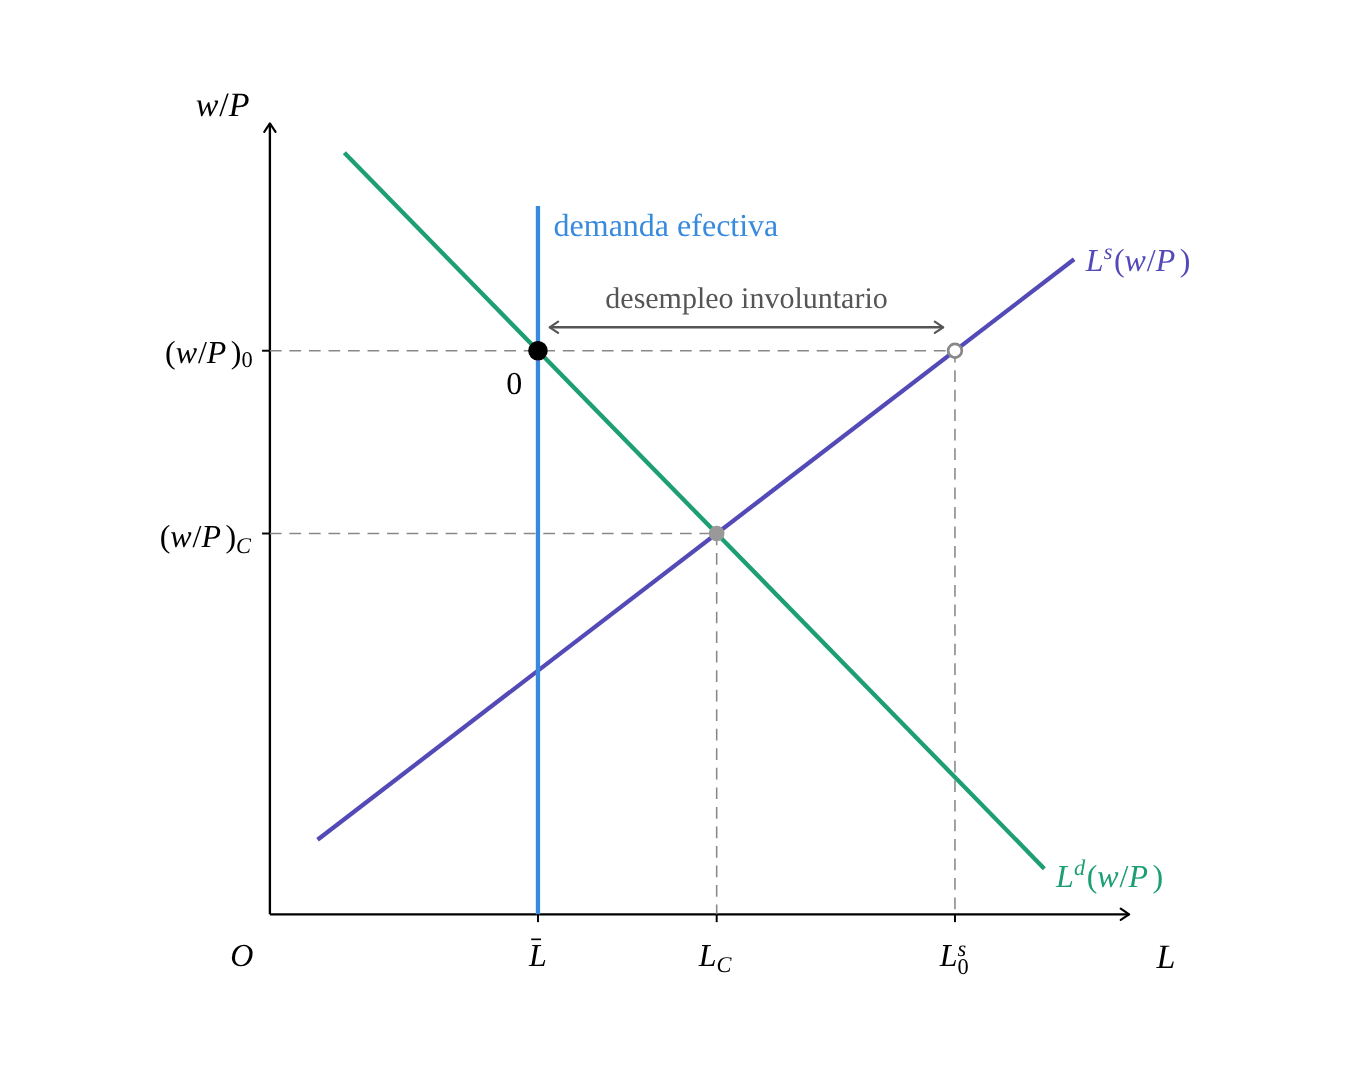 w/P
demanda efectiva
L^s(w/P)
desempleo involuntario
(w/P)_0
0
(w/P)_C
L^d(w/P)
O
L̄
L_C
L_0^s
L